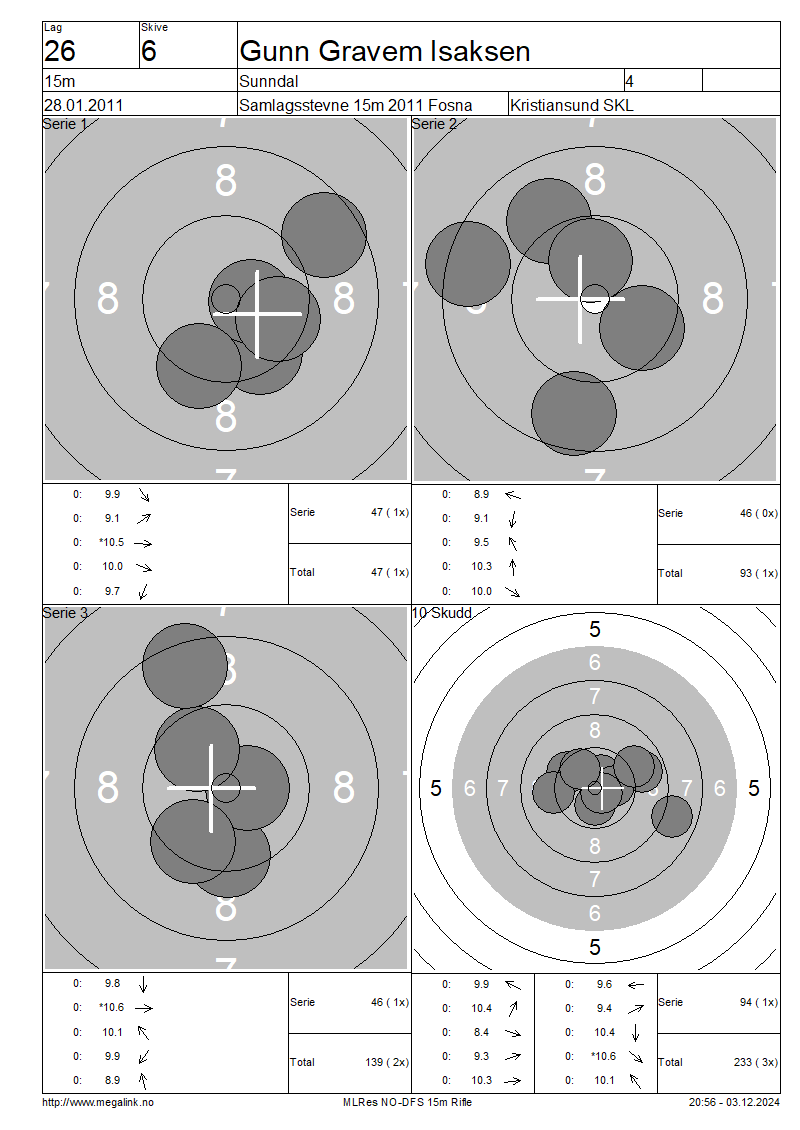 Lag Skive
26 6 Gunn Gravem Isaksen
15m Sunndal 4
28.01.2011 Samlagsstevne 15m 2011 Fosna Kristiansund SKL
Serie 1
7
8
8 8
8
7
Serie 2
7
8
8
7
0: 9.9
0: 9.1
0: *10.5
0: 10.0
0: 9.7
Serie 47 ( 1x)
Total 47 ( 1x)
0: 8.9
0: 9.1
0: 9.5
0: 10.3
0: 10.0
Serie 46 ( 0x)
Total 93 ( 1x)
Serie 3
7
8
8 8
8
7
10 Skudd
5
6
7
8
5 6 7 8 7 6 5
8
7
6
5
0: 9.8
0: *10.6
0: 10.1
0: 9.9
0: 8.9
Serie 46 ( 1x)
Total 139 ( 2x)
0: 9.9
0: 10.4
0: 8.4
0: 9.3
0: 10.3
0: 9.6
0: 9.4
0: 10.4
0: *10.6
0: 10.1
Serie 94 ( 1x)
Total 233 ( 3x)
http://www.megalink.no MLRes NO-DFS 15m Rifle 20:56 - 03.12.2024